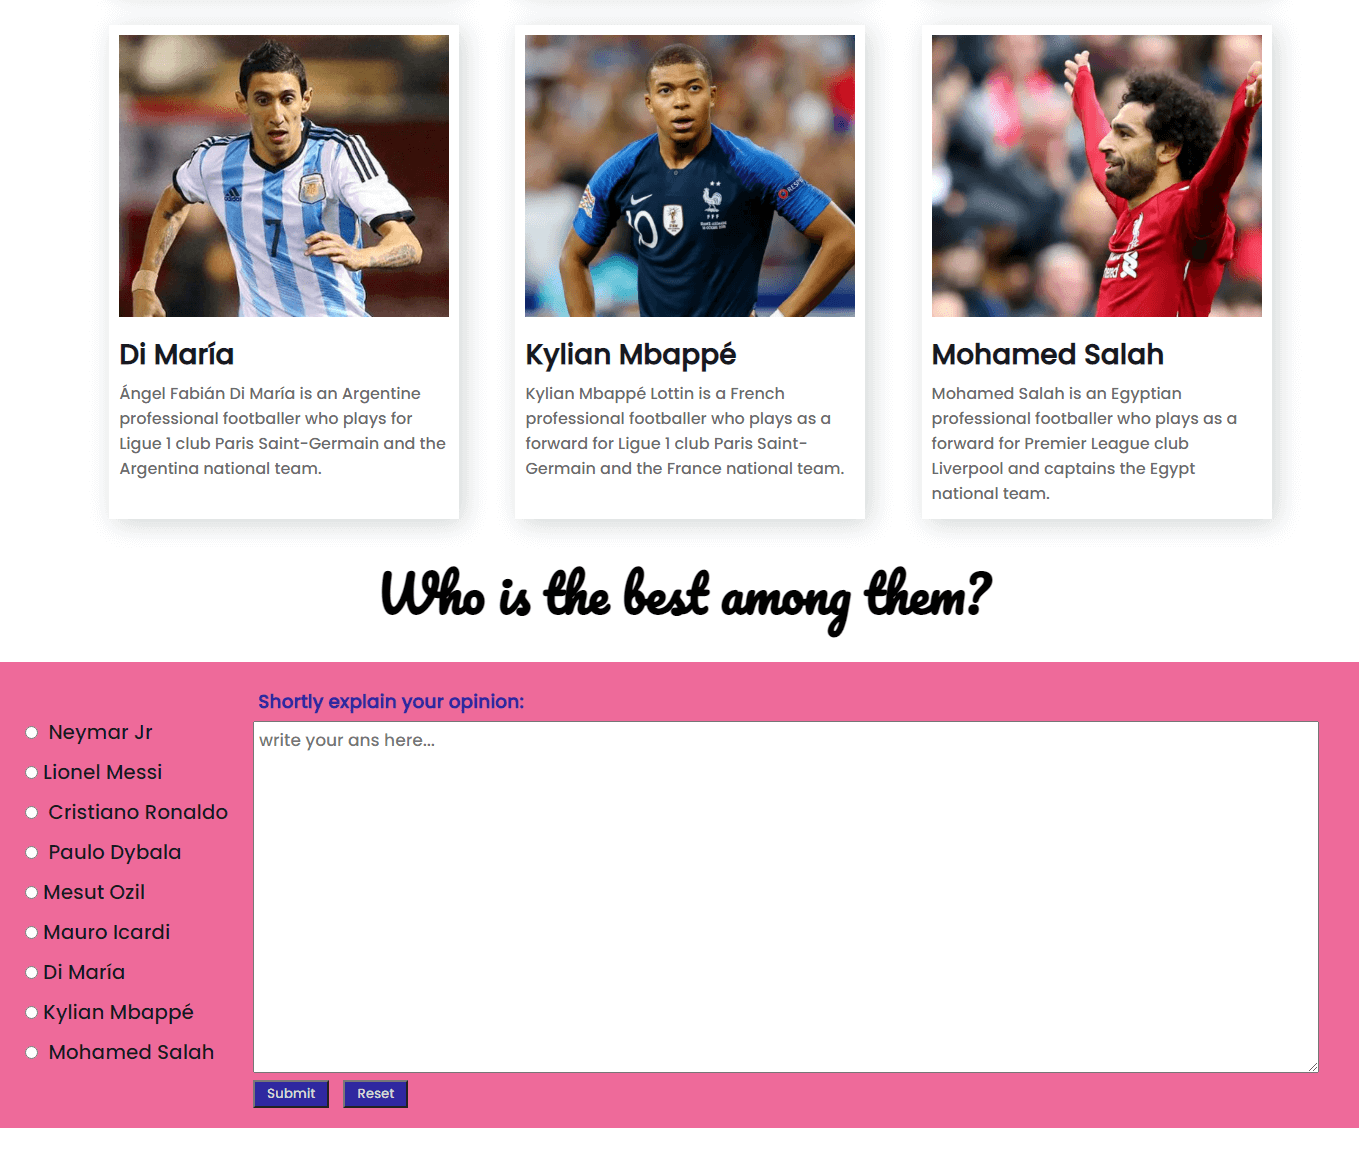 7
10
FFF
RESPECT
Di María
Kylian Mbappé
Mohamed Salah
Ángel Fabián Di María is an Argentine
professional footballer who plays for
Ligue 1 club Paris Saint-Germain and the
Argentina national team.
Kylian Mbappé Lottin is a French
professional footballer who plays as a
forward for Ligue 1 club Paris Saint-
Germain and the France national team.
Mohamed Salah is an Egyptian
professional footballer who plays as a
forward for Premier League club
Liverpool and captains the Egypt
national team.
Who is the best among them?
Shortly explain your opinion:
Neymar Jr
Lionel Messi
Cristiano Ronaldo
Paulo Dybala
Mesut Ozil
Mauro Icardi
Di María
Kylian Mbappé
Mohamed Salah
write your ans here...
Submit
Reset